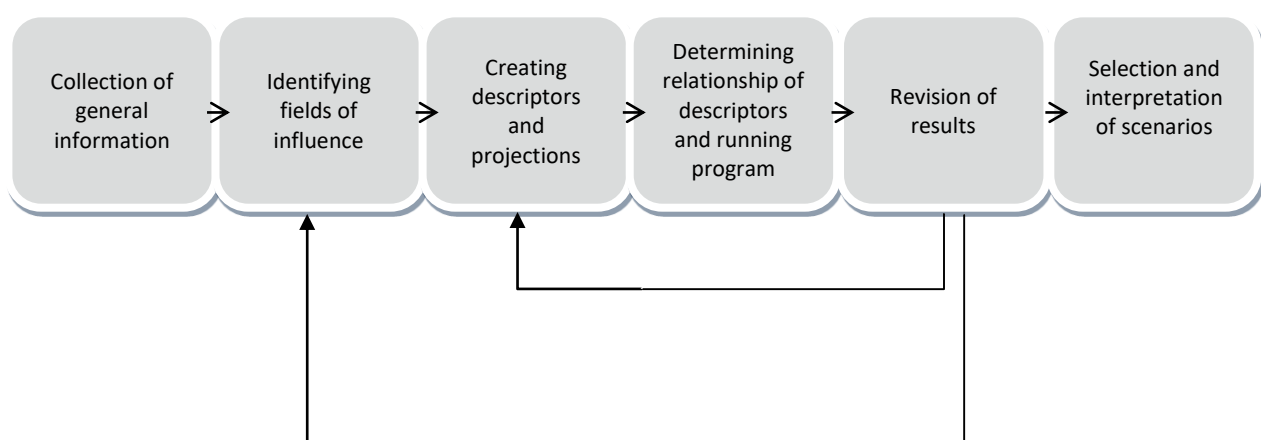 Collection of
general
information
Identifying
fields of
influence
Creating
descriptors
and
projections
Determining
relationship of
descriptors
and running
program
Revision of
results
Selection and
interpretation
of scenarios